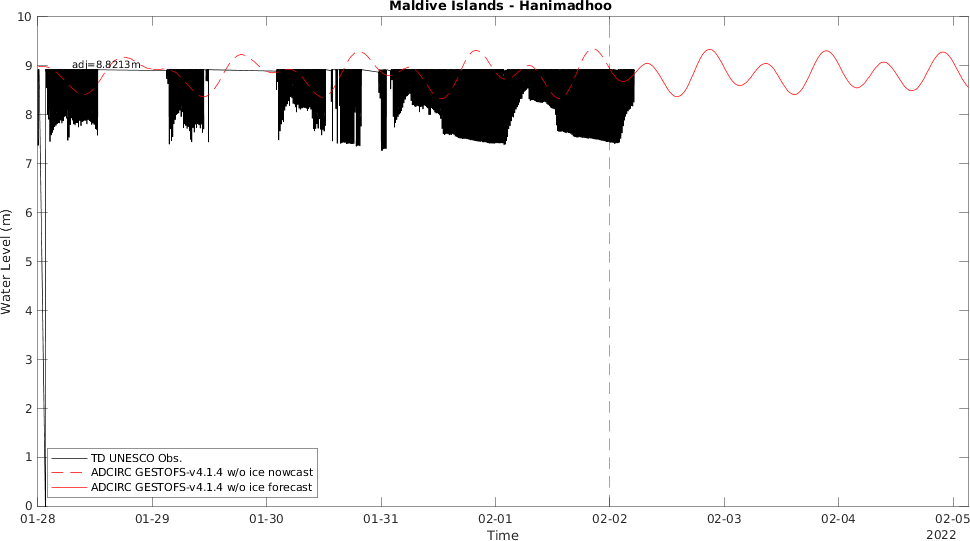 Maldive Islands - Hanimadhoo
10
9
8
7
6
5
4
3
2
1
0
Water Level (m)
adj=8.8213m
TD UNESCO Obs.
ADCIRC GESTOFS-v4.1.4 w/o ice nowcast
ADCIRC GESTOFS-v4.1.4 w/o ice forecast
01-28 01-29 01-30 01-31 02-01 02-02 02-03 02-04 02-05
Time 2022